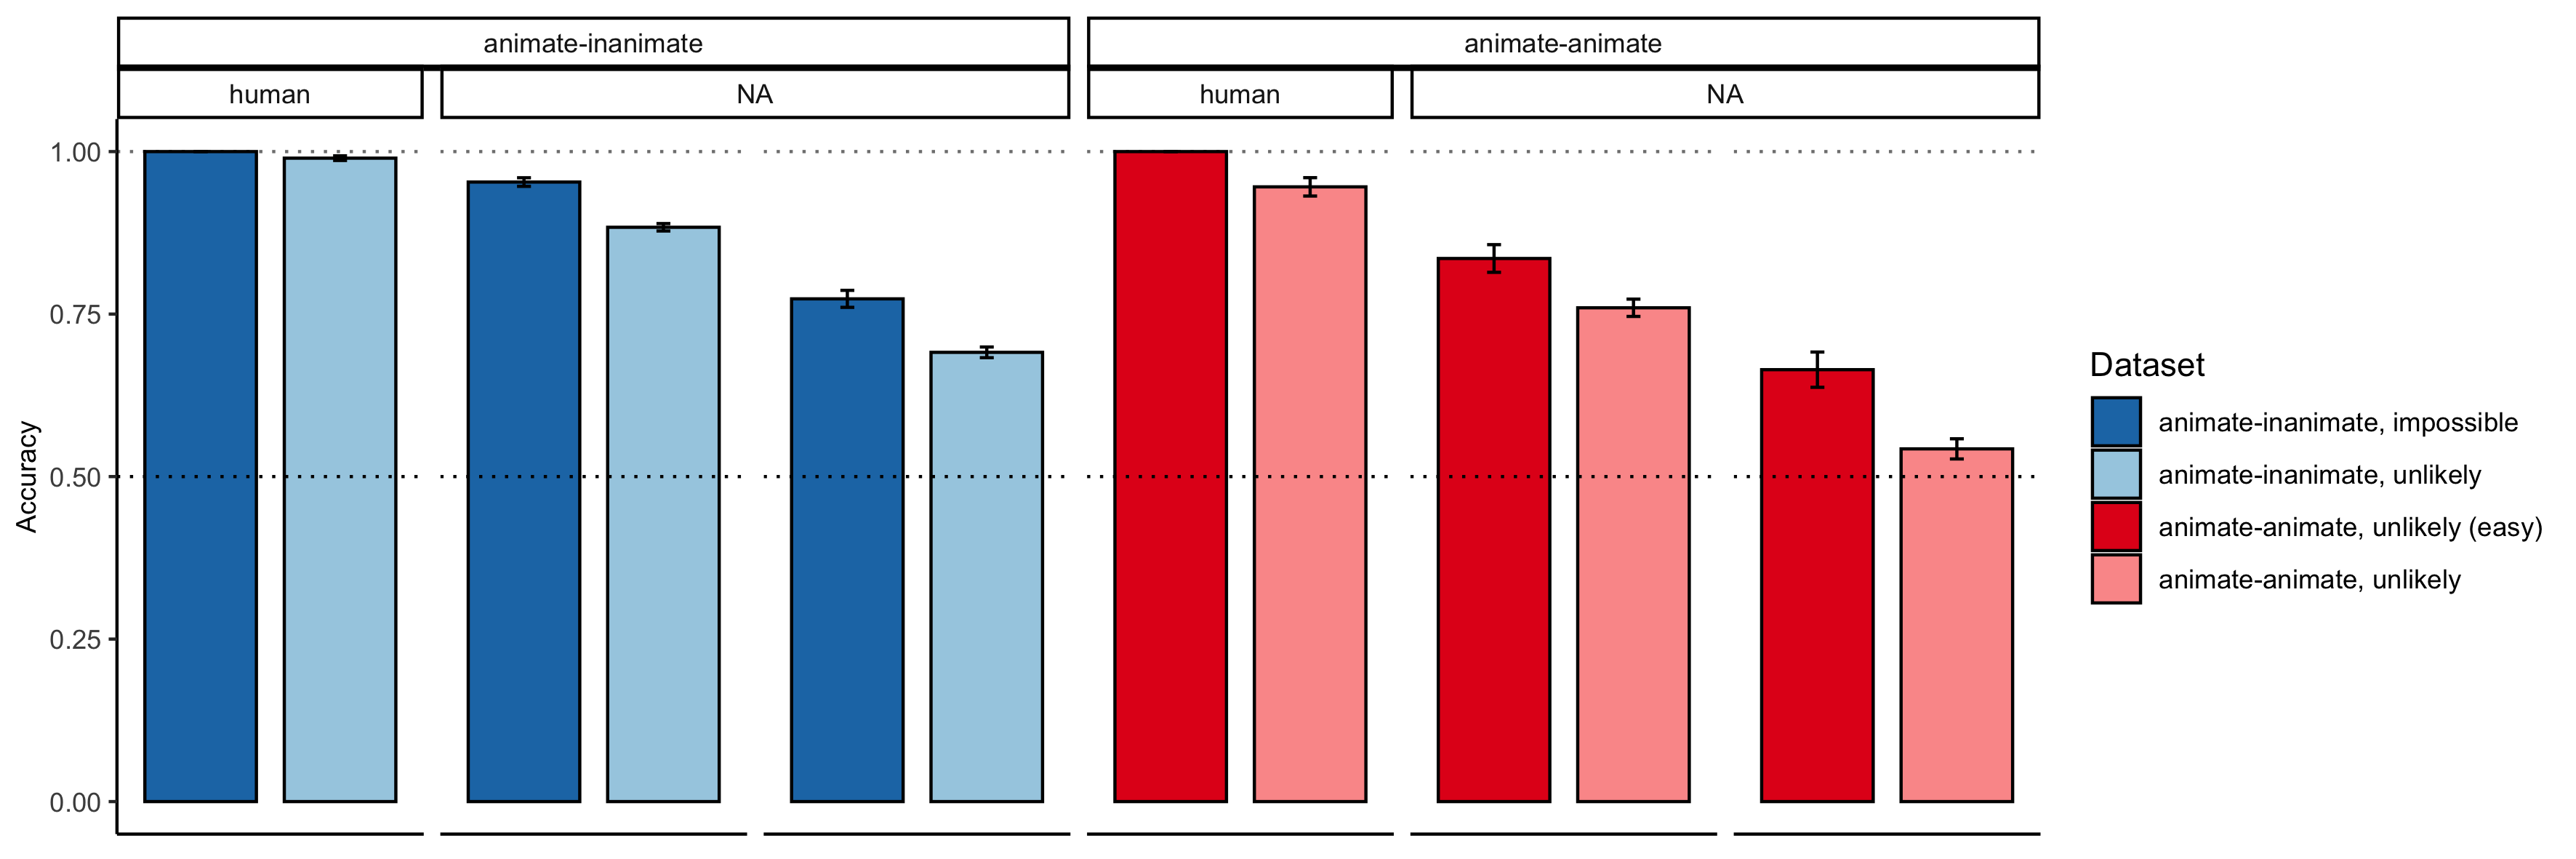 animate-inanimate
animate-animate
human
NA
human
NA
1.00
0.75
0.50
0.25
0.00
Accuracy
Dataset
animate-inanimate, impossible
animate-inanimate, unlikely
animate-animate, unlikely (easy)
animate-animate, unlikely